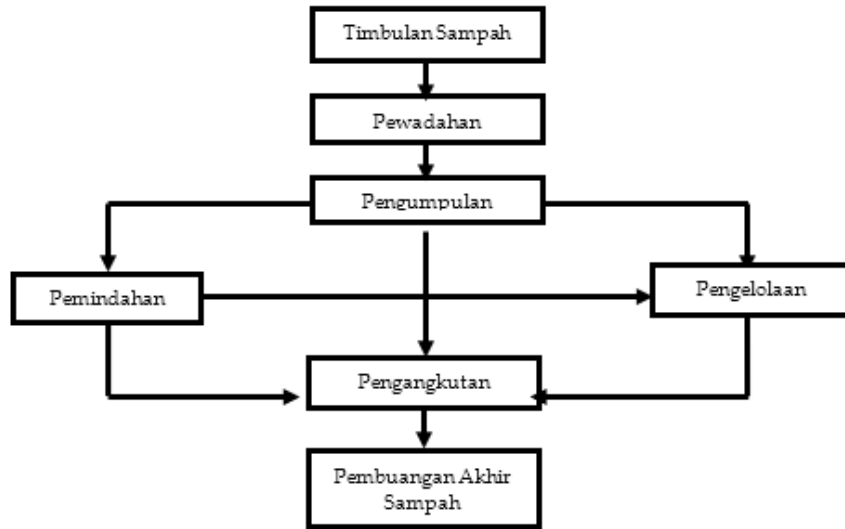 Timbulan Sampah
Pewadahan
Pengumpulan
Pemindahan
Pengelolaan
Pengangkutan
Pembuangan Akhir
Sampah